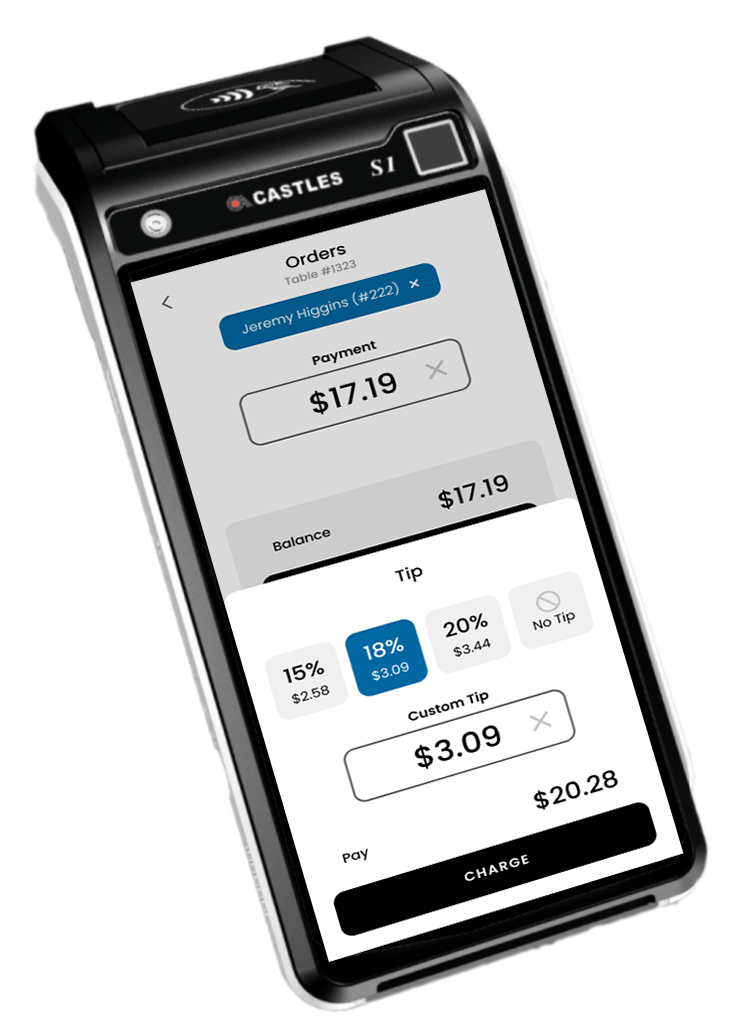 CASTLES S1
Orders
Table #1323
Jeremy Higgins (#222) ×
Payment
$17.19
Balance $17.19
Tip
15%
$2.58
18%
$3.09
20%
$3.44
No Tip
Custom Tip
$3.09
Pay $20.28
CHARGE